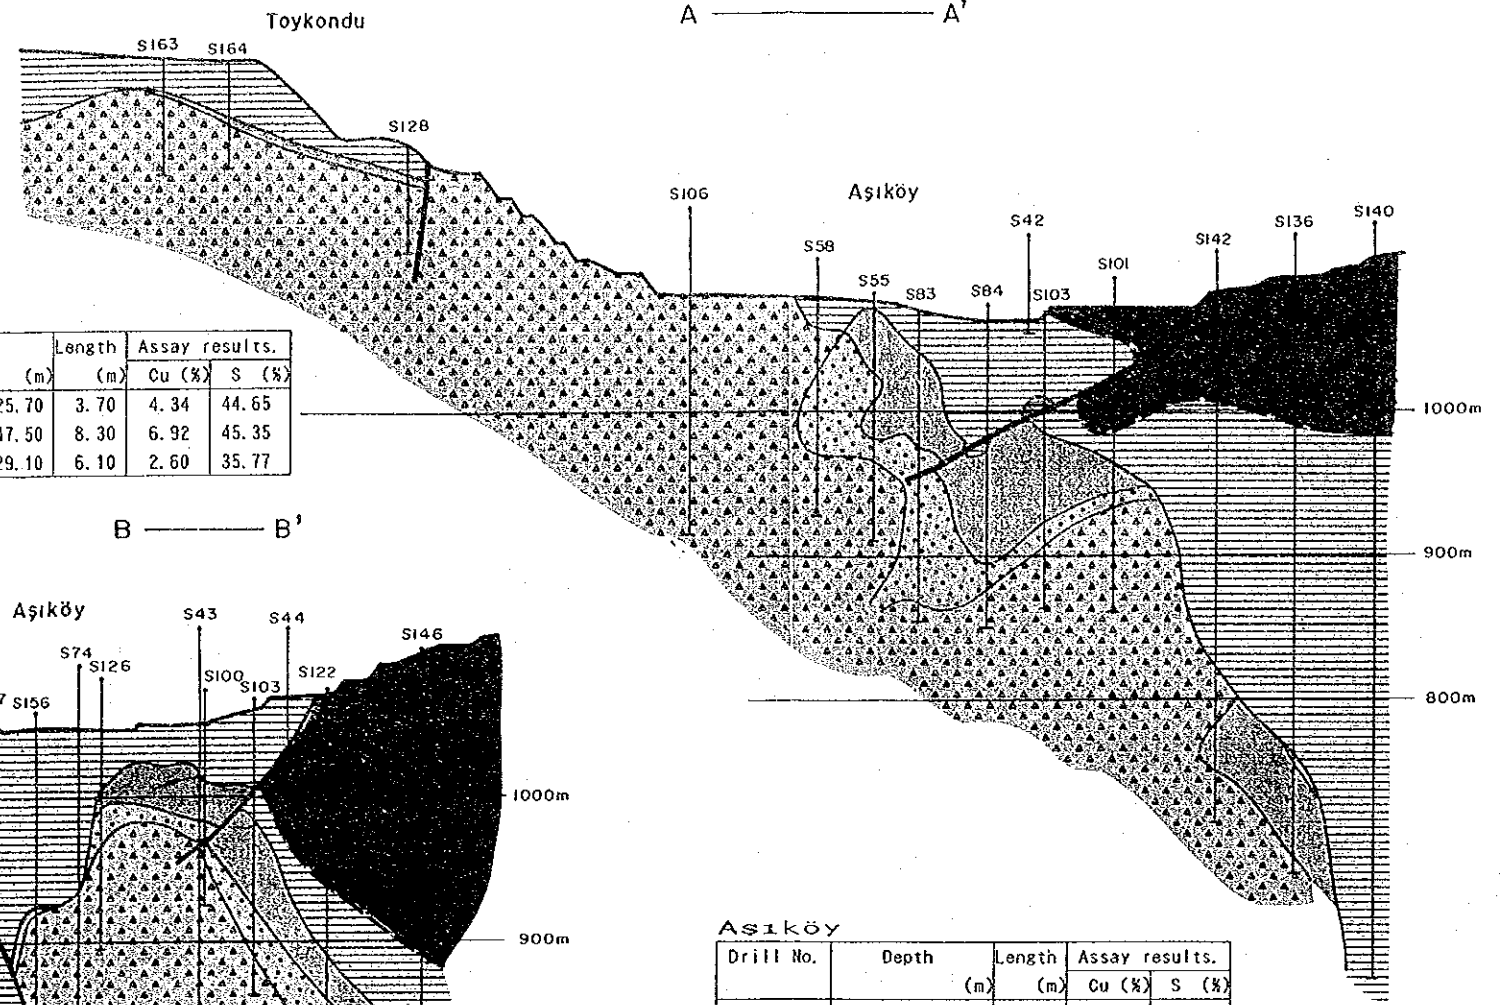 Toykondu
A A'
S163 S164
S128
S106
Aşıköy
S58
S55
S83
S84
S42
S103
S101
S142
S136
S140
1000m
900m
800m
Length Assay results.
(m) (m) Cu (%) S (%)
25.70 3.70 4.34 44.65
47.50 8.30 6.92 45.35
29.10 6.10 2.60 35.77
B B'
Aşıköy
S156
S74
S126
S43
S100
S103
S44
S122
S146
1000m
900m
Asıköy
Drill No. Depth Length Assay results.
(m) (m) Cu (%) S (%)